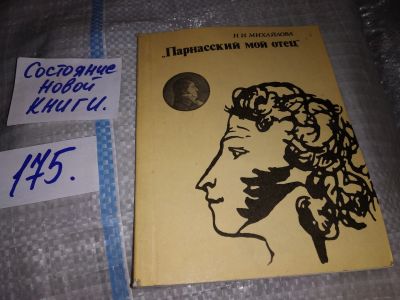 Состояние
новой
книги.
175.
Н И МИХАЙЛОВА
„Парнасский мой отец"